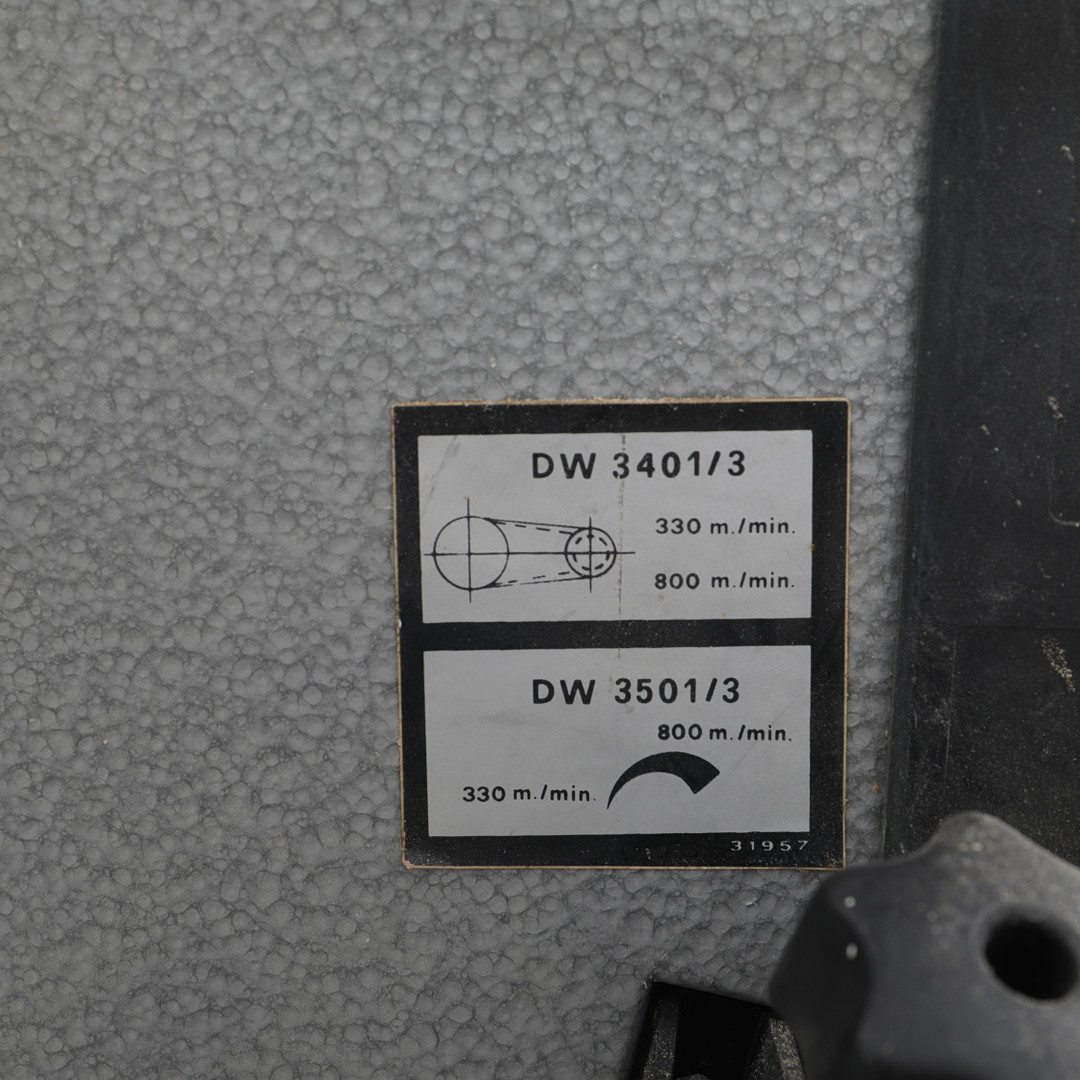 DW 3401/3
330 m./min.
800 m./min.
DW 3501/3
800 m./min.
330 m./min.
31957